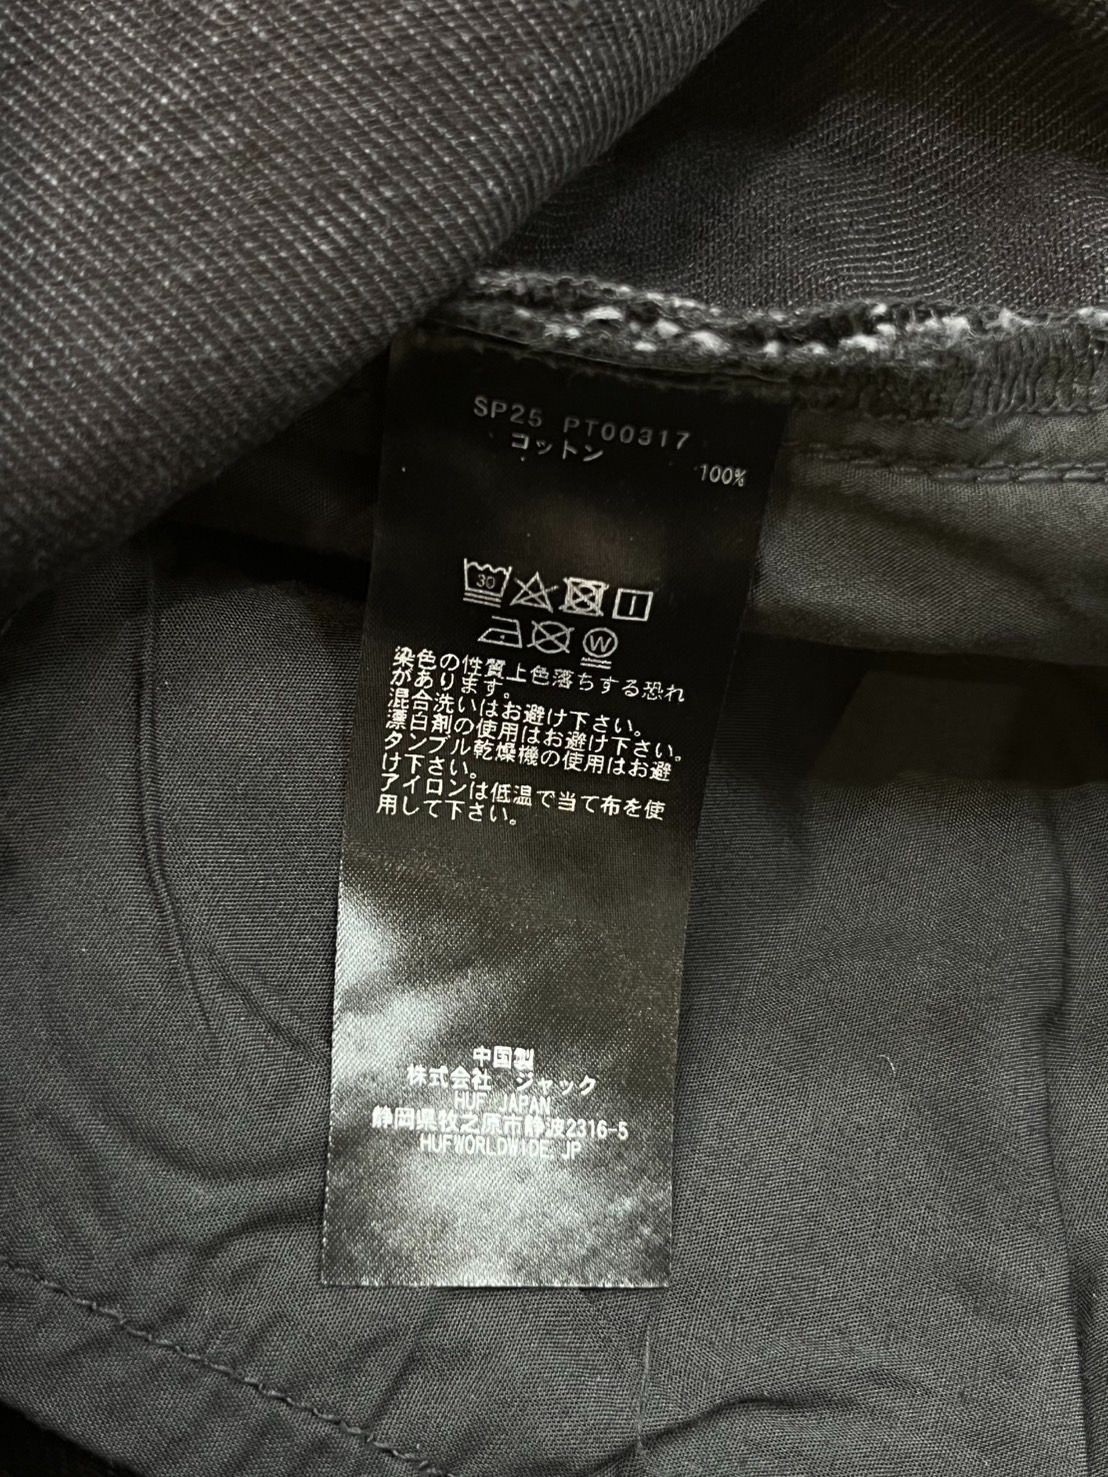 SP25 PT00317
コットン 100%
30
W
染色の性質上色落ちする恐れ
があります。
混合洗いはお避け下さい。
漂白剤の使用はお避け下さい。
タンブル乾燥機の使用はお避
け下さい。
アイロンは低温で当て布を使
用して下さい。
中国製
株式会社 ジャック
HUF JAPAN
静岡県牧之原市静波2316-5
HUFWORLDWIDE.JP